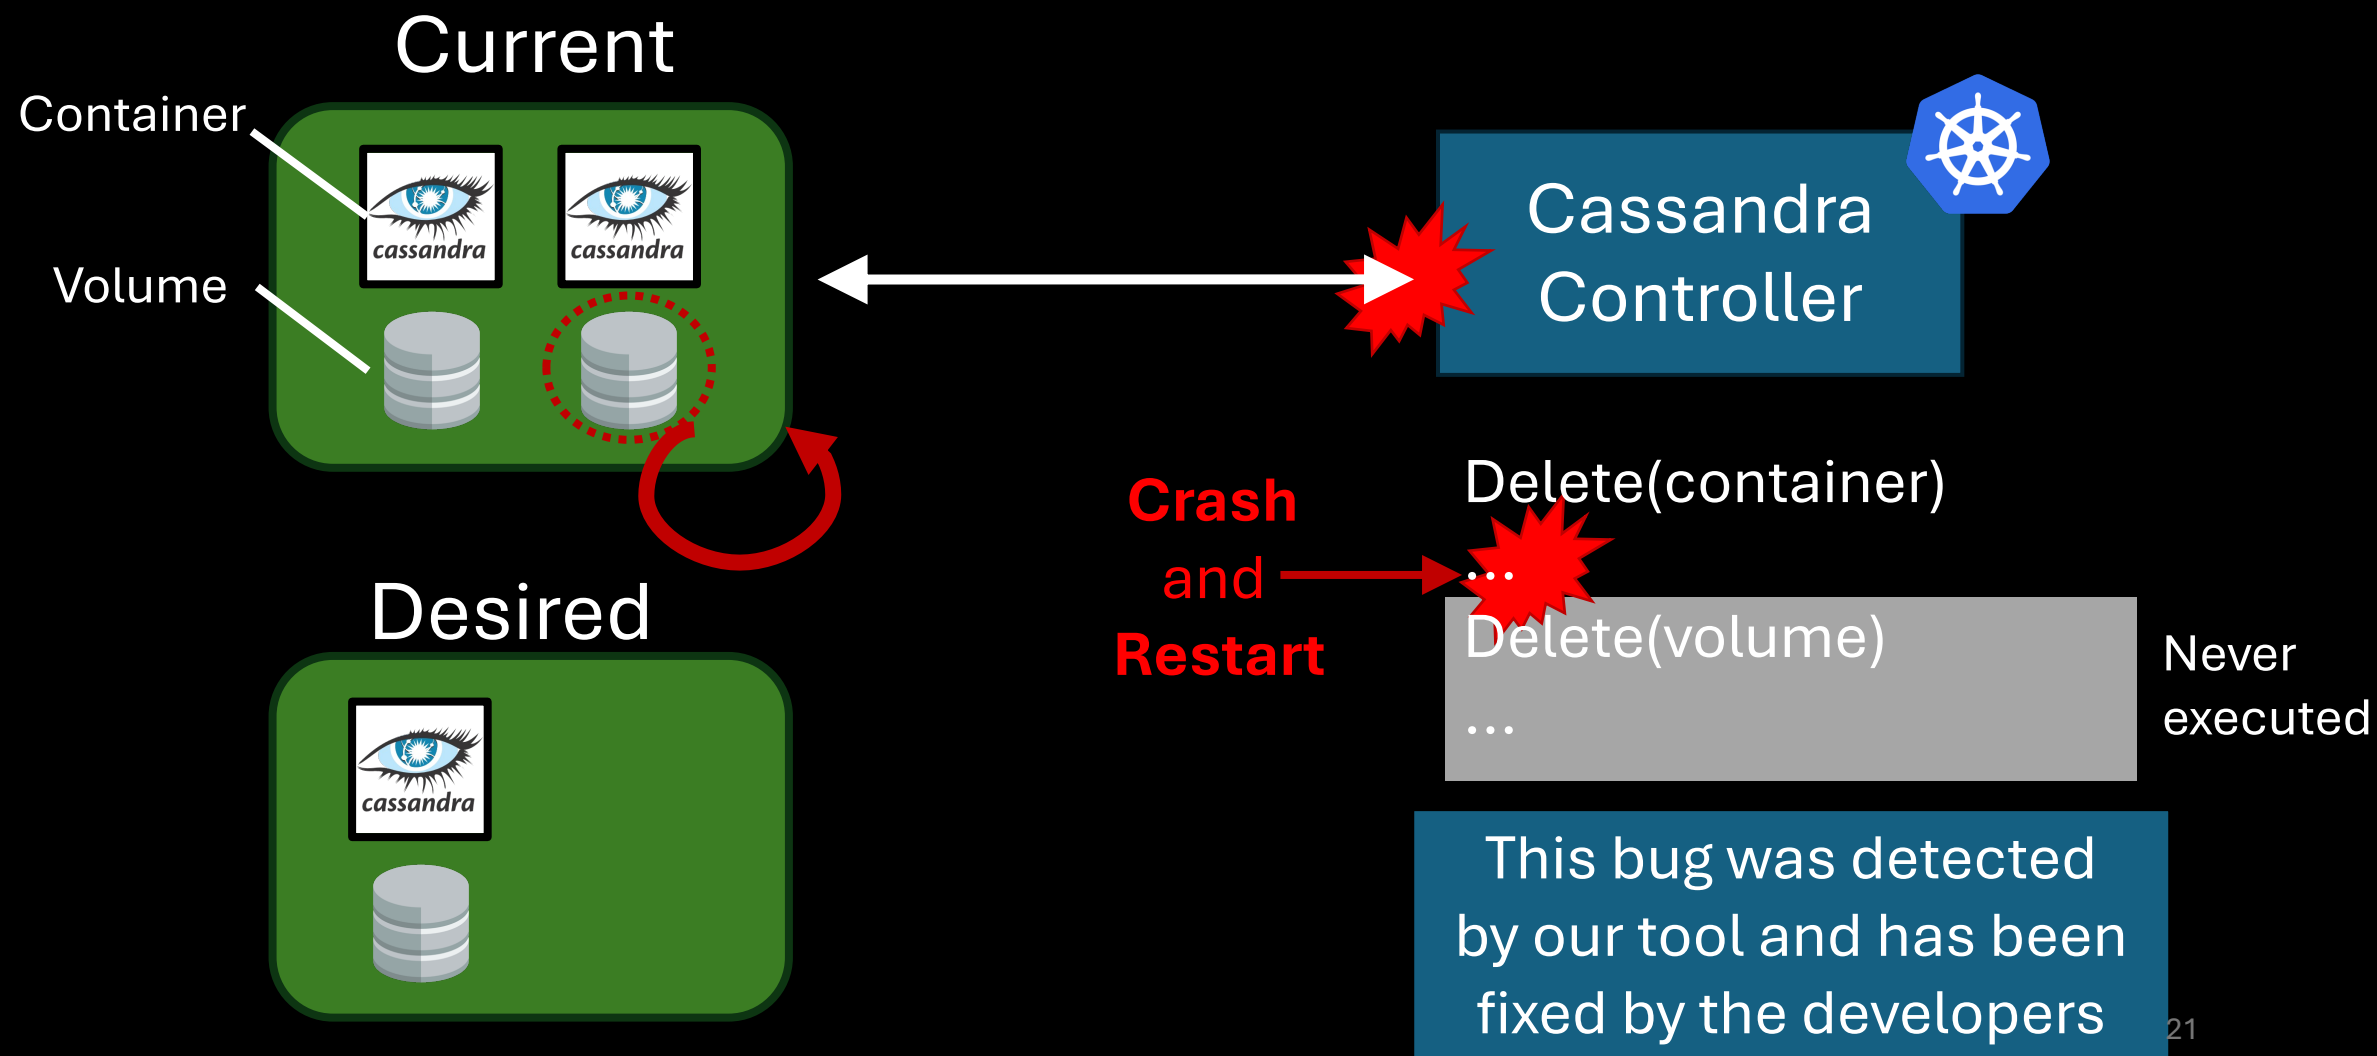 Current
Container
cassandra
cassandra
Volume
Desired
cassandra
Cassandra
Controller
Crash
and
Restart
Delete(container)
...
Delete(volume)
...
Never
executed
This bug was detected
by our tool and has been
fixed by the developers
21